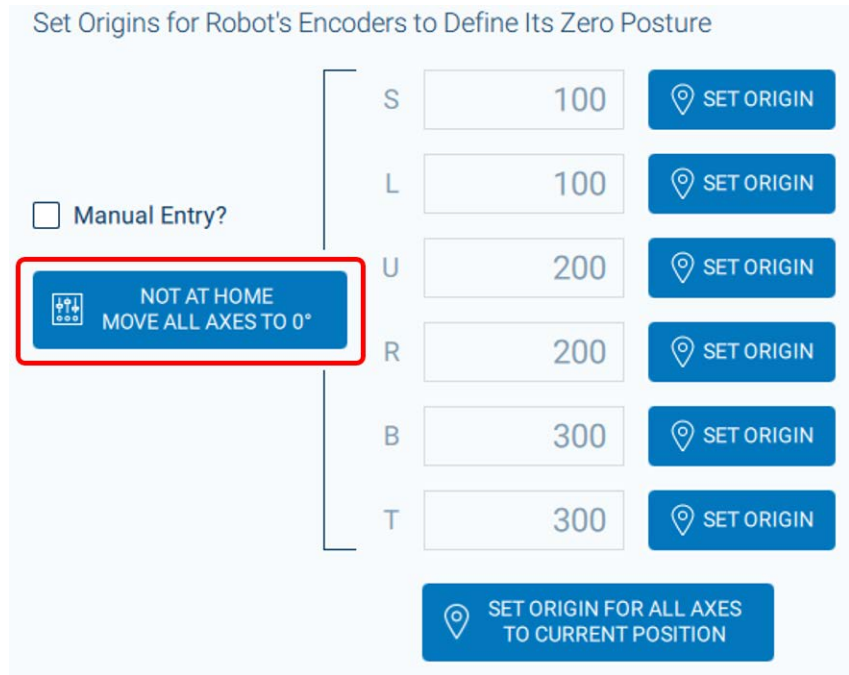 Set Origins for Robot's Encoders to Define Its Zero Posture
S 100 SET ORIGIN
L 100 SET ORIGIN
Manual Entry?
U 200 SET ORIGIN
NOT AT HOME
MOVE ALL AXES TO 0°
R 200 SET ORIGIN
B 300 SET ORIGIN
T 300 SET ORIGIN
SET ORIGIN FOR ALL AXES
TO CURRENT POSITION